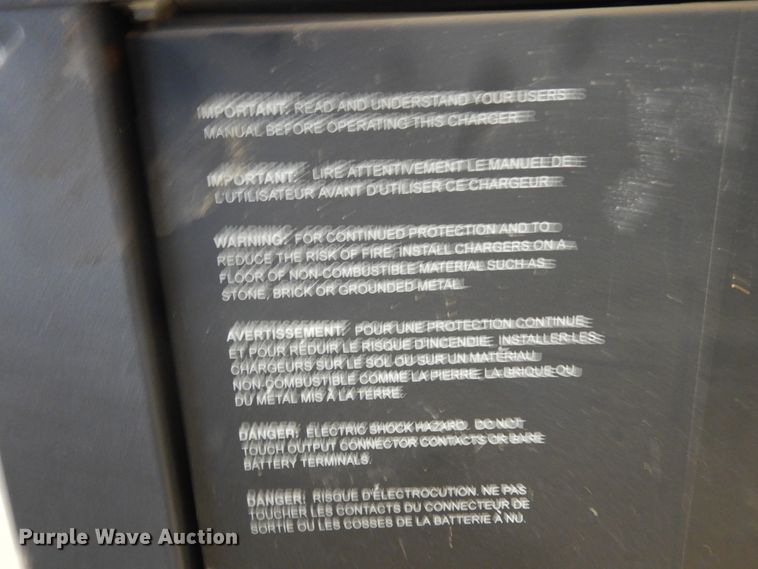 IMPORTANT: READ AND UNDERSTAND YOUR USERS
MANUAL BEFORE OPERATING THIS CHARGER
IMPORTANT: LIRE ATTENTIVEMENT LE MANUEL DE
L'UTILISATEUR AVANT D'UTILISER CE CHARGEUR
WARNING: FOR CONTINUED PROTECTION AND TO
REDUCE THE RISK OF FIRE, INSTALL CHARGERS ON A
FLOOR OF NON-COMBUSTIBLE MATERIAL SUCH AS
STONE, BRICK OR GROUNDED METAL.
AVERTISSEMENT: POUR UNE PROTECTION CONTINUE
ET POUR RÉDUIR LE RISQUE D'INCENDIE, INSTALLER LES
CHARGEURS SUR LE SOL OU SUR UN MATÉRIAU
NON-COMBUSTIBLE COMME LA PIERRE, LA BRIQUE OU
DU MÉTAL MIS À LA TERRE.
DANGER: ELECTRIC SHOCK HAZARD. DO NOT
TOUCH OUTPUT CONNECTOR CONTACTS OR BARE
BATTERY TERMINALS.
DANGER: RISQUE D'ÉLECTROCUTION. NE PAS
TOUCHER LES CONTACTS DU CONNECTEUR DE
SORTIE OU LES COSSES DE LA BATTERIE À NU.
Purple Wave Auction